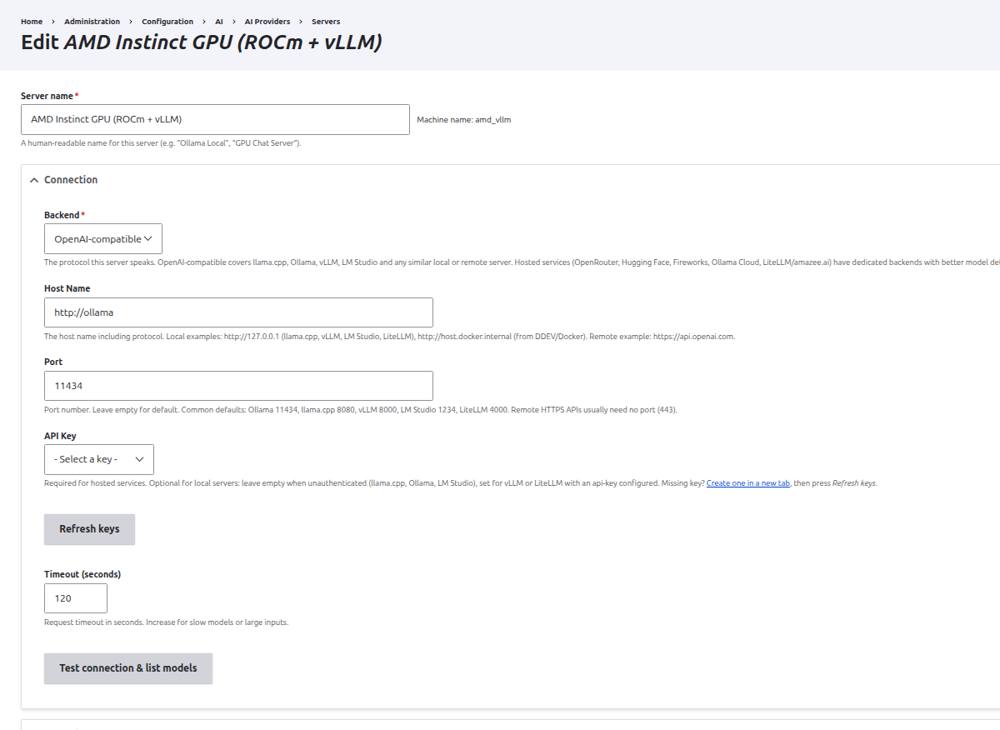 Home › Administration › Configuration › AI › AI Providers › Servers
Edit AMD Instinct GPU (ROCm + vLLM)
Server name *
AMD Instinct GPU (ROCm + vLLM)
Machine name: amd_vllm
A human-readable name for this server (e.g. "Ollama Local", "GPU Chat Server").
Connection
Backend *
OpenAI-compatible
The protocol this server speaks. OpenAI-compatible covers llama.cpp, Ollama, vLLM, LM Studio and any similar local or remote server. Hosted services (OpenRouter, Hugging Face, Fireworks, Ollama Cloud, LiteLLM/amazee.ai) have dedicated backends with better model det
Host Name
http://ollama
The host name including protocol. Local examples: http://127.0.0.1 (llama.cpp, vLLM, LM Studio, LiteLLM), http://host.docker.internal (from DDEV/Docker). Remote example: https://api.openai.com.
Port
11434
Port number. Leave empty for default. Common defaults: Ollama 11434, llama.cpp 8080, vLLM 8000, LM Studio 1234, LiteLLM 4000. Remote HTTPS APIs usually need no port (443).
API Key
- Select a key -
Required for hosted services. Optional for local servers: leave empty when unauthenticated (llama.cpp, Ollama, LM Studio), set for vLLM or LiteLLM with an api-key configured. Missing key? Create one in a new tab, then press Refresh keys.
Refresh keys
Timeout (seconds)
120
Request timeout in seconds. Increase for slow models or large inputs.
Test connection & list models